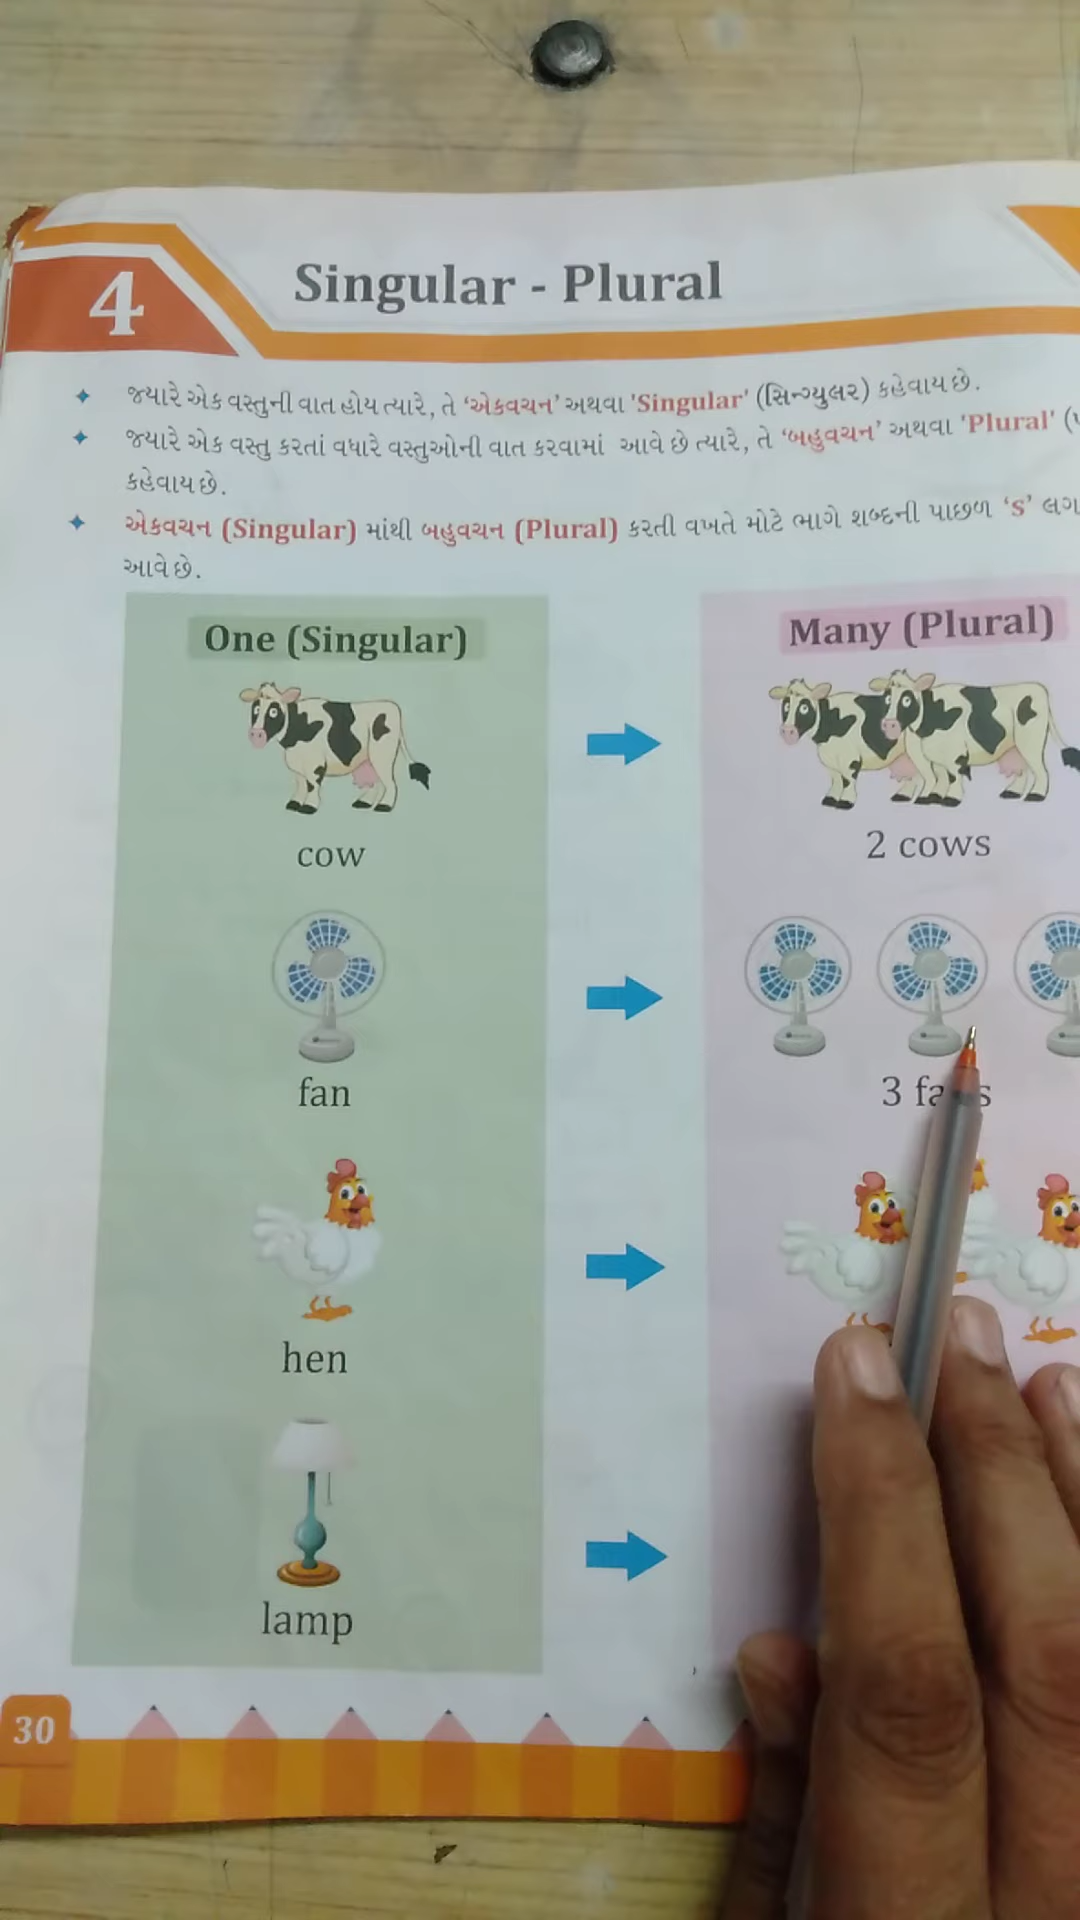 4
Singular - Plural
જ્યારે એક વસ્તુની વાત હોય ત્યારે, તે ‘એકવચન’ અથવા 'Singular' (સિન્ગ્યુલર) કહેવાય છે.
જ્યારે એક વસ્તુ કરતાં વધારે વસ્તુઓની વાત કરવામાં આવે છે ત્યારે, તે ‘બહુવચન’ અથવા 'Plural'
કહેવાય છે.
એકવચન (Singular) માંથી બહુવચન (Plural) કરતી વખતે મોટે ભાગે શબ્દની પાછળ ‘s’
આવે છે.
One (Singular)
Many (Plural)
cow
2 cows
fan
3
hen
lamp
30